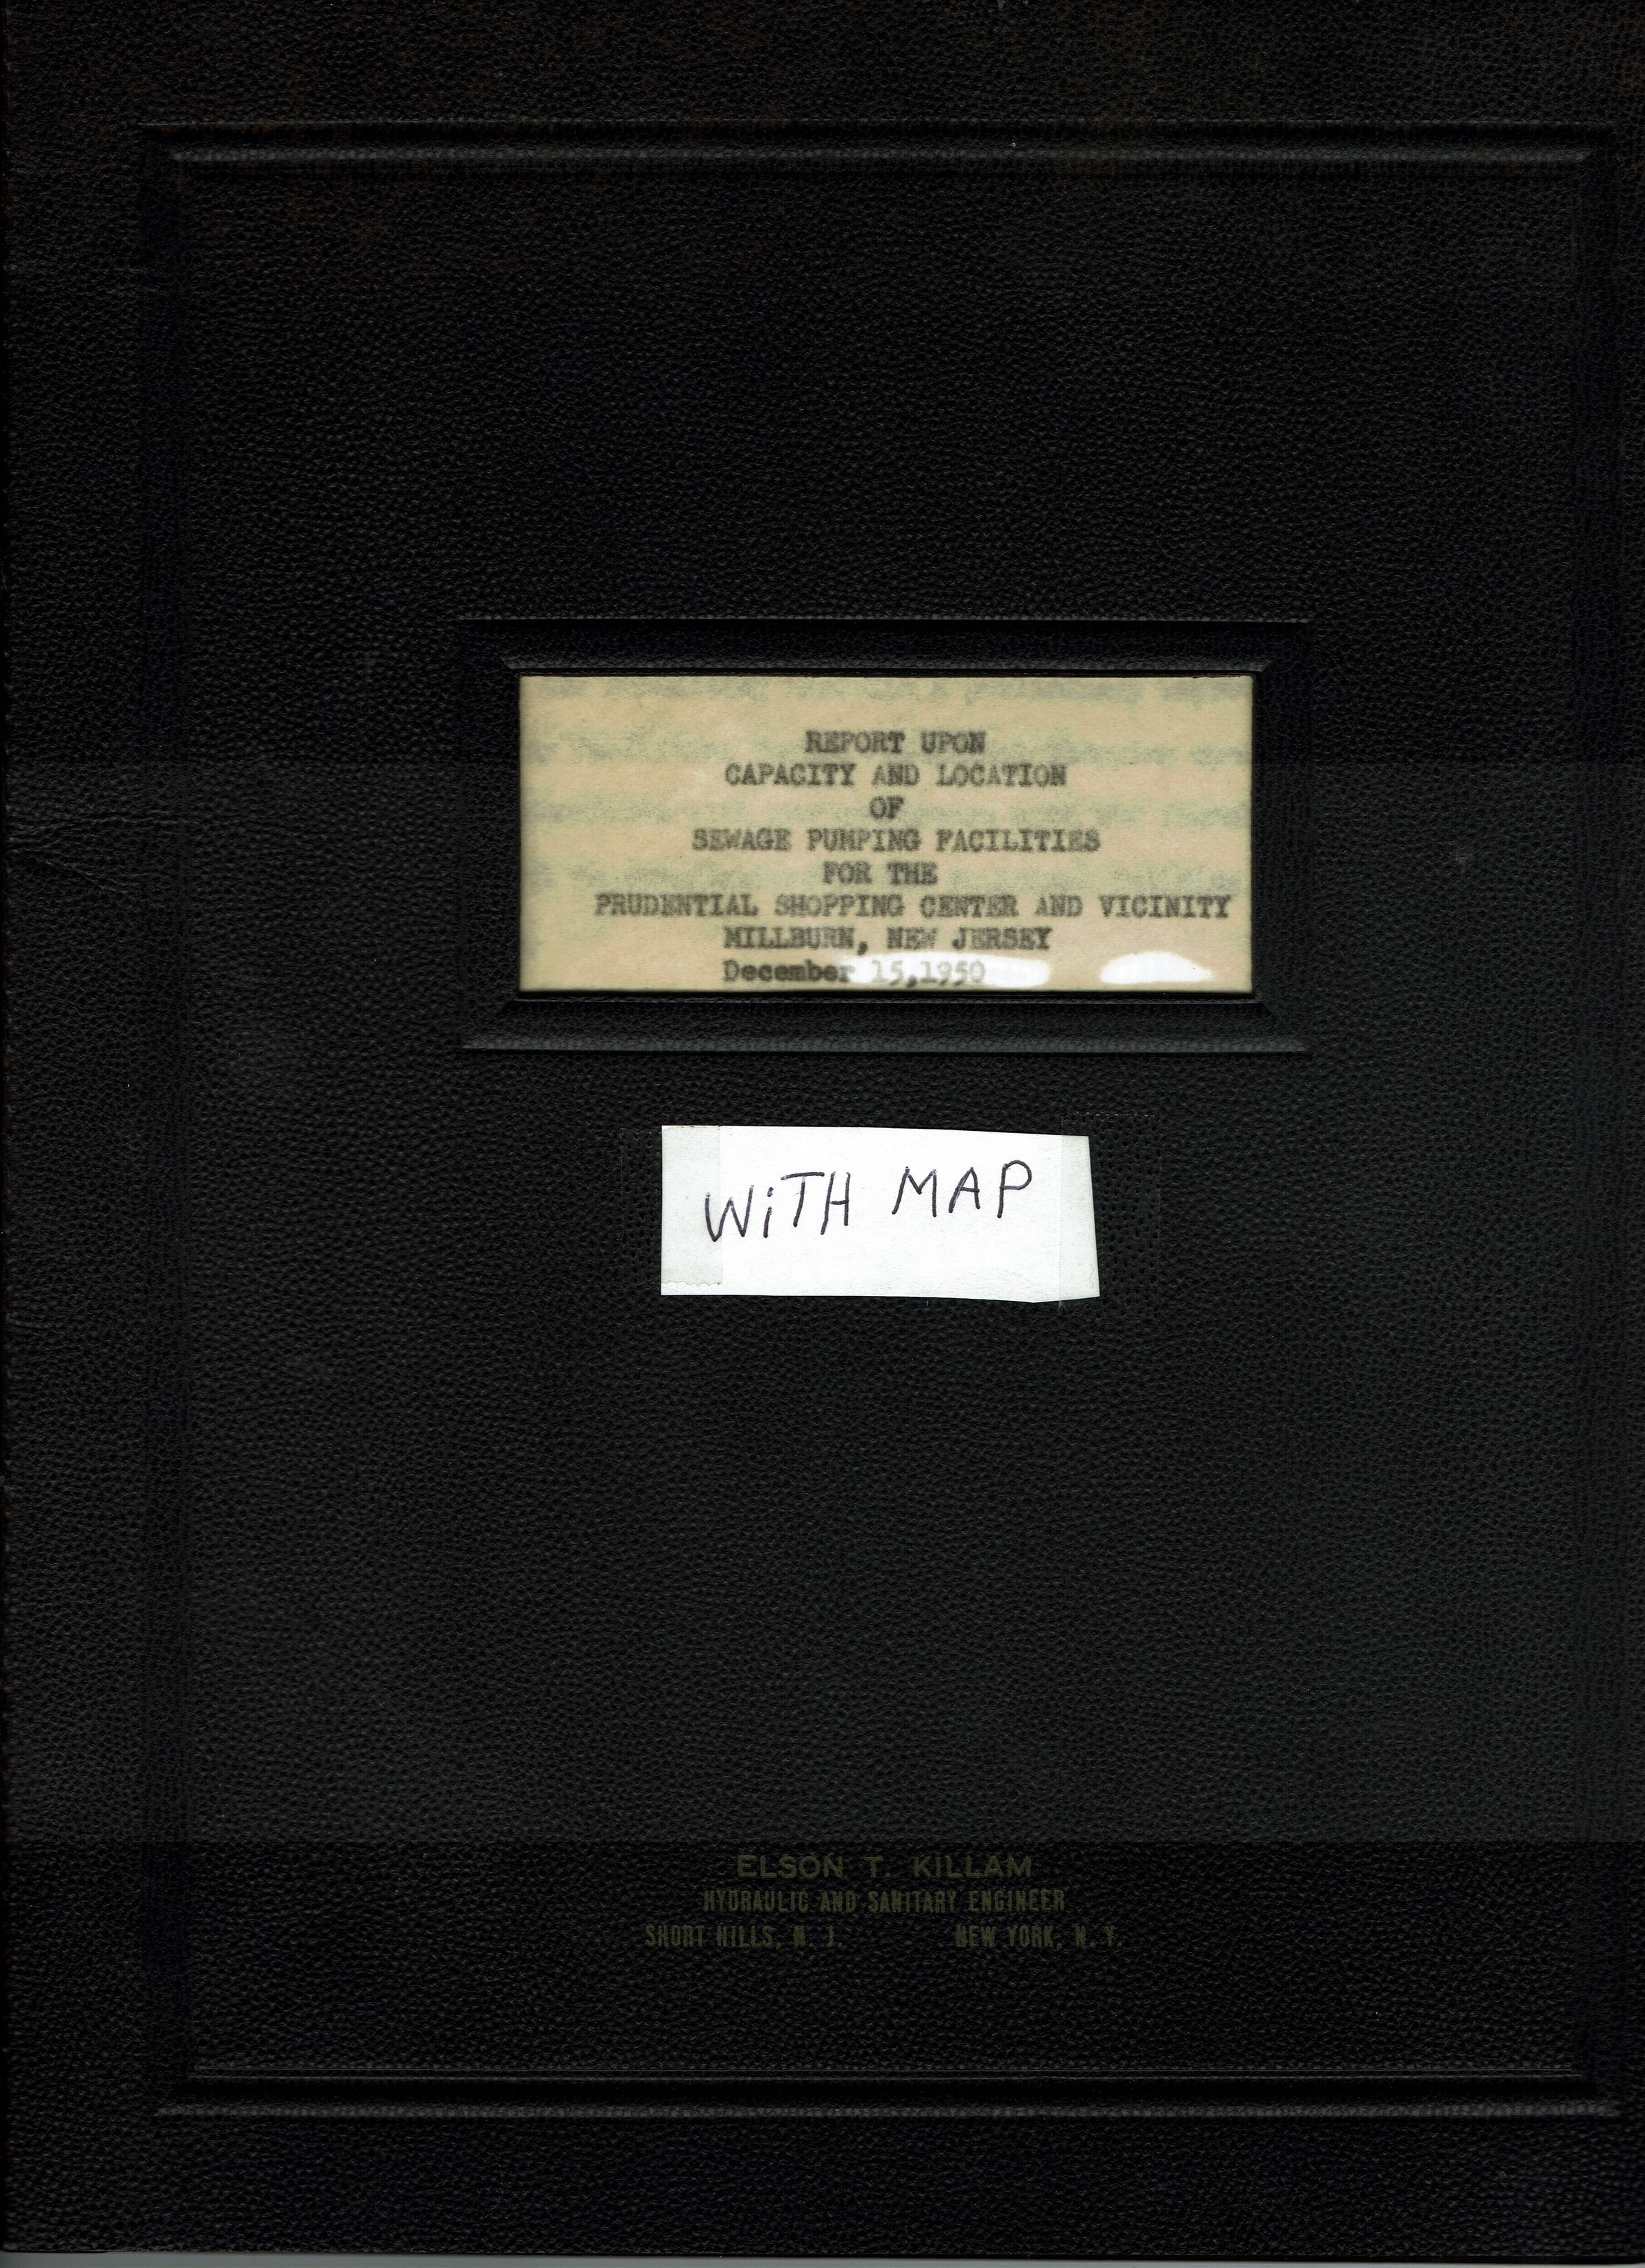 REPORT UPON
CAPACITY AND LOCATION
OF
SEWAGE PUMPING FACILITIES
FOR THE
PRUDENTIAL SHOPPING CENTER AND VICINITY
MILLBURN, NEW JERSEY
December 15,1950
WiTH MAP
ELSON T. KILLAM
HYDRAULIC AND SANITARY ENGINEER
SHORT HILLS, N. J. NEW YORK, N. Y.